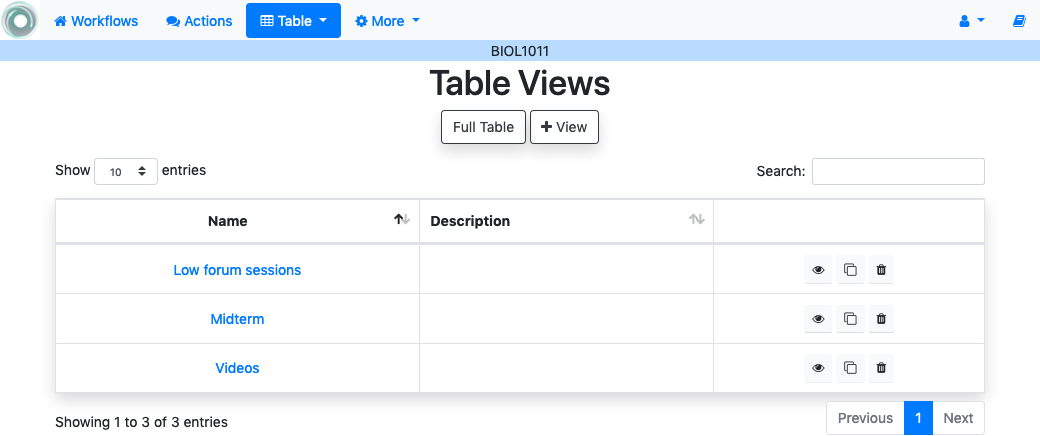 Workflows Actions Table More
BIOL1011
Table Views
Full Table View
Show 10 entries Search:
Name Description
Low forum sessions
Midterm
Videos
Showing 1 to 3 of 3 entries Previous 1 Next